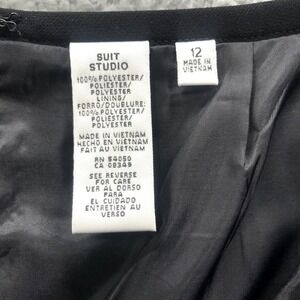 SUIT
STUDIO
100% POLYESTER/
POLIESTER/
POLYESTER
LINING/
FORRO/DOUBLURE:
100% POLYESTER/
POLIESTER/
POLYESTER
MADE IN VIETNAM
HECHO EN VIETNAM
FAIT AU VIETNAM
RN 54050
CA 08349
SEE REVERSE
FOR CARE
VER AL DORSO
PARA
EL CUIDADO
ENTRETIEN AU
VERSO
12
MADE IN
VIETNAM